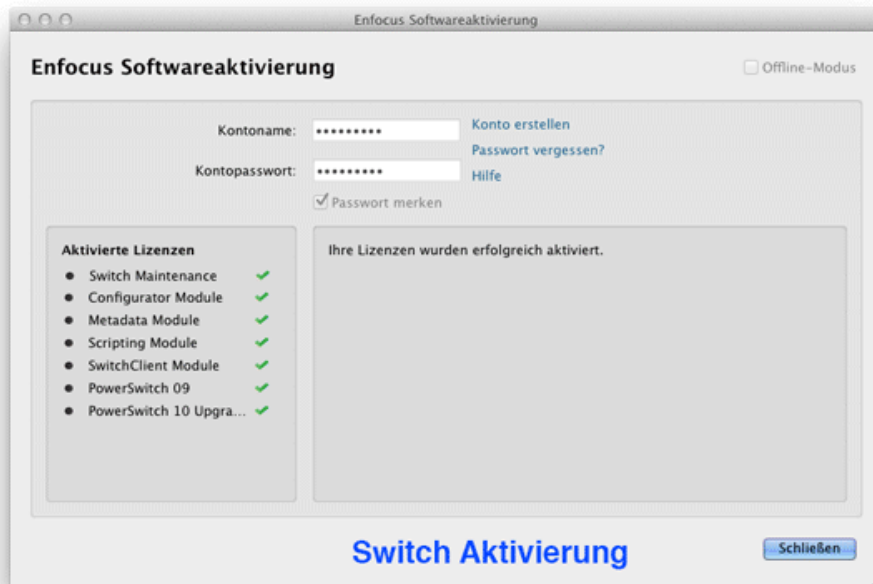 Enfocus Softwareaktivierung
Enfocus Softwareaktivierung
Offline-Modus
Kontoname:
•••••••••
Konto erstellen
Passwort vergessen?
Kontopasswort:
•••••••••
Hilfe
Passwort merken
Aktivierte Lizenzen
Switch Maintenance
Configurator Module
Metadata Module
Scripting Module
SwitchClient Module
PowerSwitch 09
PowerSwitch 10 Upgra...
Ihre Lizenzen wurden erfolgreich aktiviert.
Switch Aktivierung
Schließen